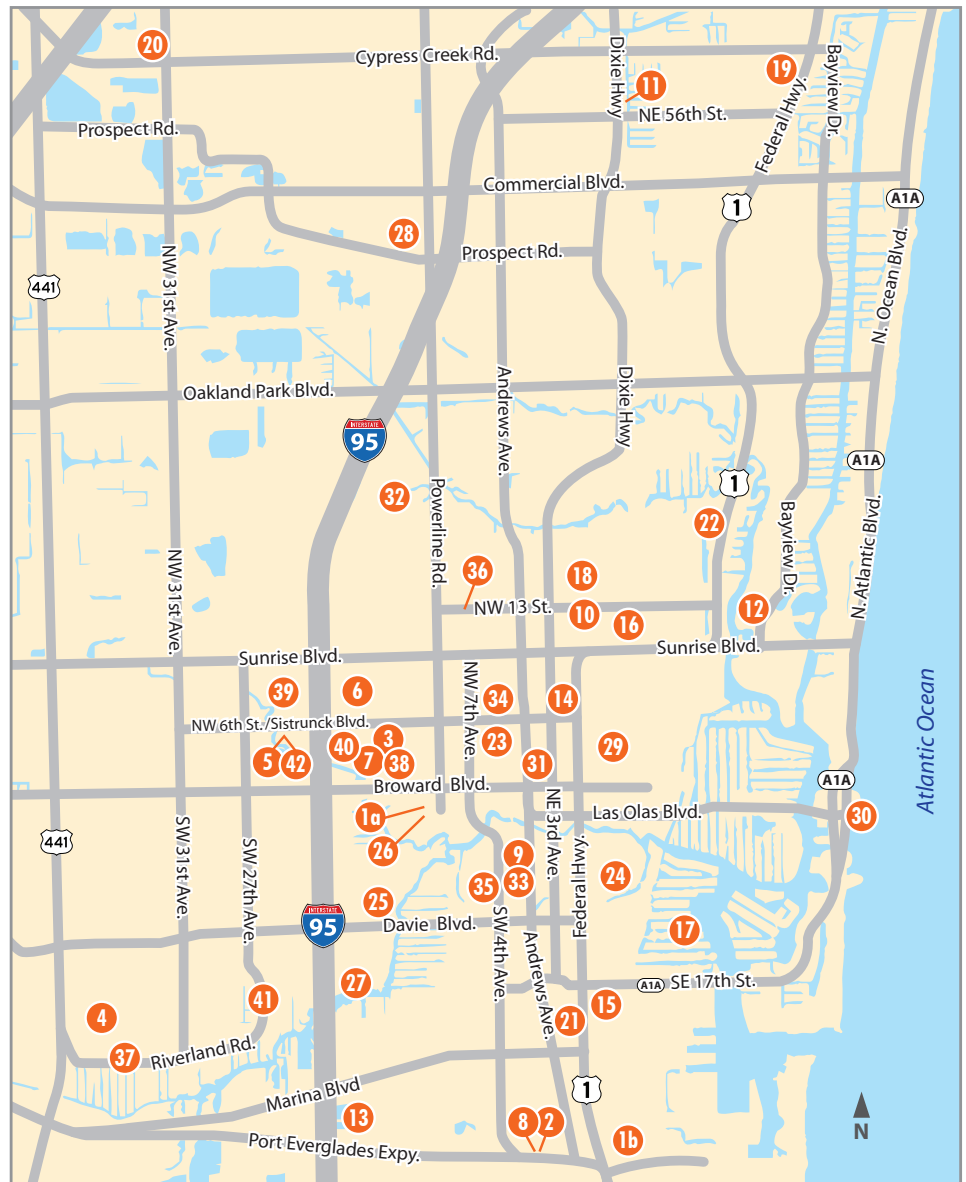 20
Cypress Creek Rd.
Dixie Hwy
19
Bayview Dr.
11
NE 56th St.
Federal Hwy.
Prospect Rd.
Commercial Blvd.
A1A
1
28
Prospect Rd.
N. Ocean Blvd.
441
NW 31st Ave.
Oakland Park Blvd.
Andrews Ave.
Dixie Hwy
INTERSTATE
95
A1A
1
32
Powerline Rd.
22
Bayview Dr.
N. Atlantic Blvd.
NW 31st Ave.
36
18
NW 13 St.
10
16
12
Sunrise Blvd.
Sunrise Blvd.
39
6
NW 7th Ave.
34
14
NW 6th St./Sistrunck Blvd.
Atlantic Ocean
40
3
23
29
5
42
7
38
31
Broward Blvd.
A1A
1a
NE 3rd Ave.
Las Olas Blvd.
30
441
SW 31st Ave.
SW 27th Ave.
26
9
Federal Hwy.
33
24
35
25
INTERSTATE
95
Davie Blvd.
SW 4th Ave.
17
Andrews Ave.
27
A1A
SE 17th St.
41
15
4
21
37
Riverland Rd.
Marina Blvd
1
13
8
2
N
Port Everglades Expy.
1b